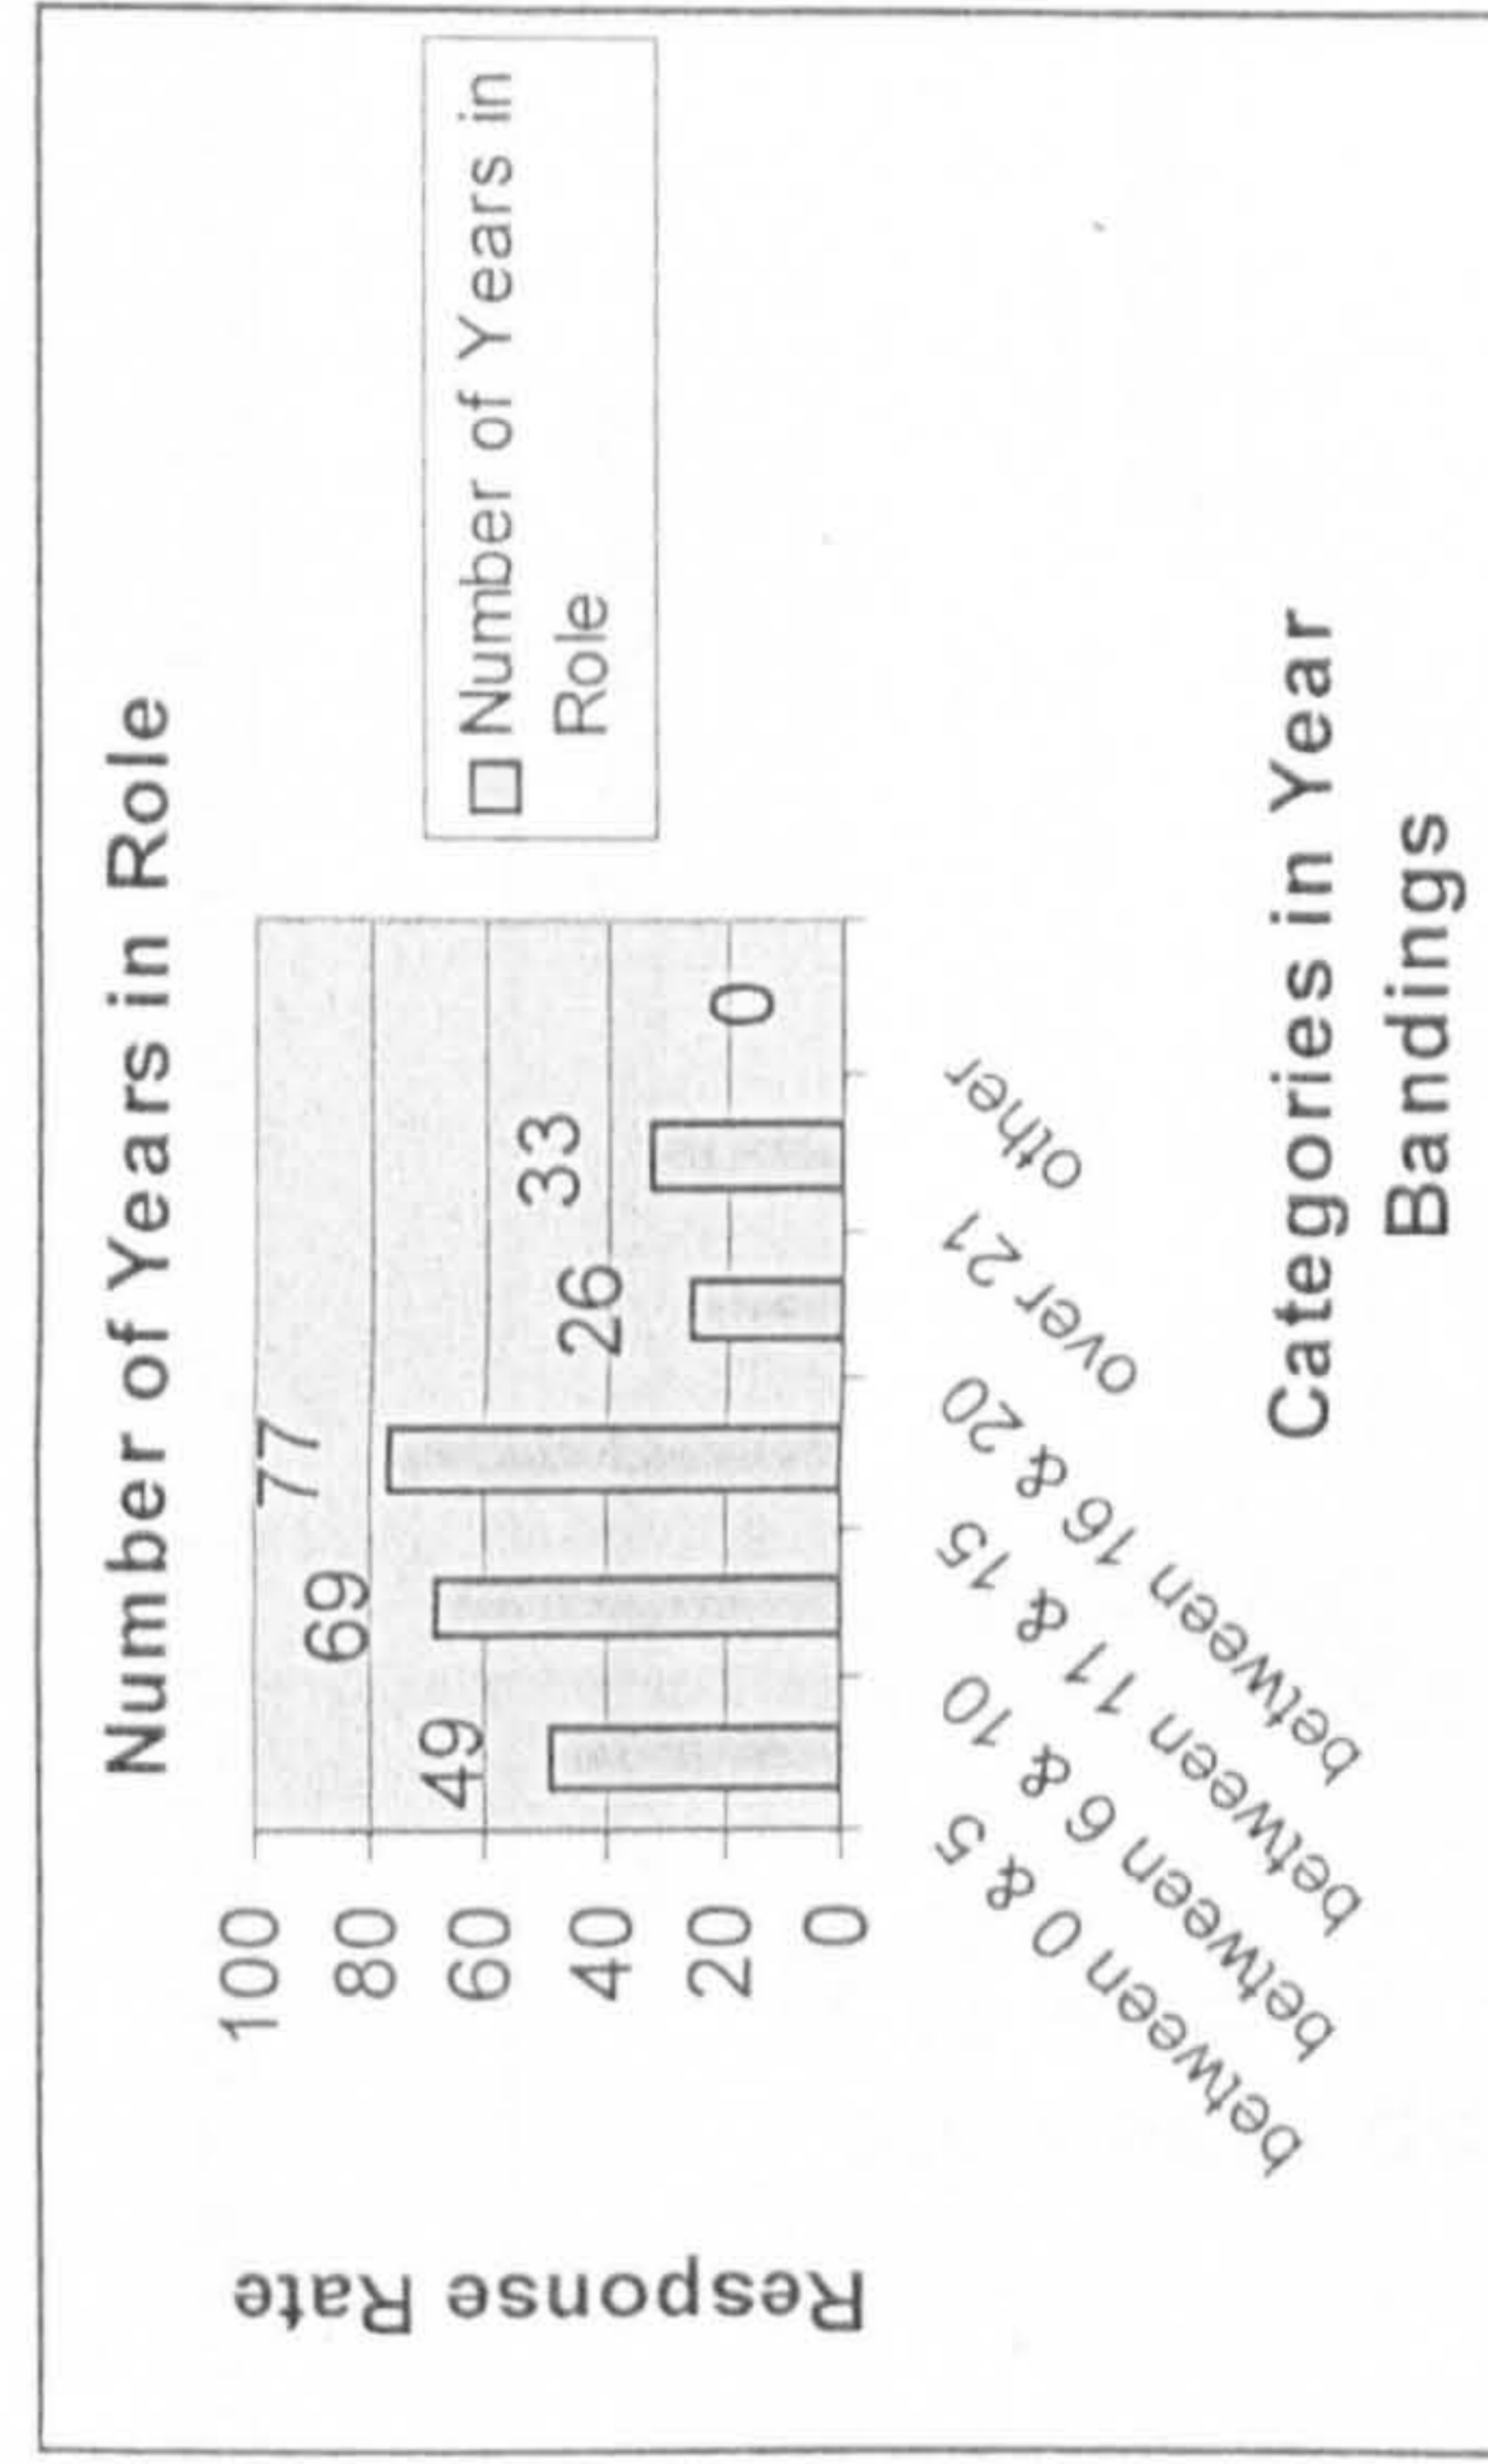 Number of Years in Role
Response Rate
100
80
60
40
20
0
49
69
77
26
33
0
between 0 & 5
between 6 & 10
between 11 & 15
between 16 & 20
over 21
other
Categories in Year
Bandings
Number of Years in
Role